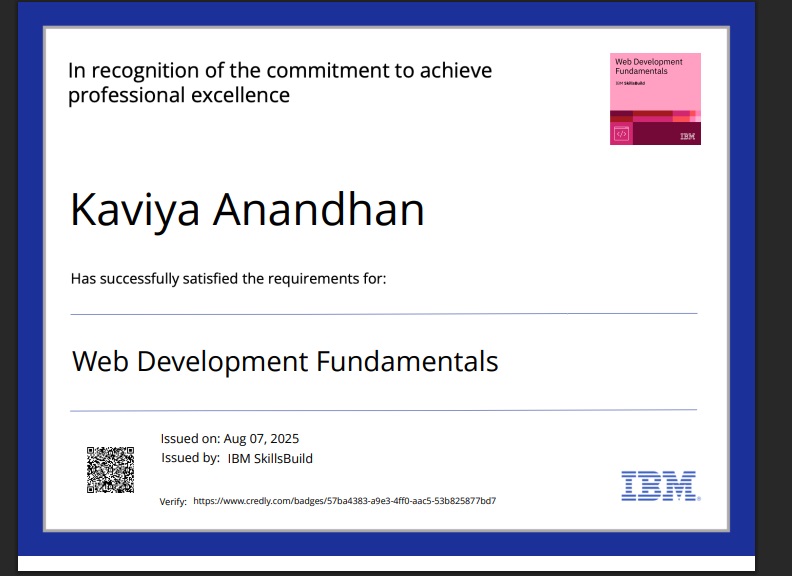 In recognition of the commitment to achieve
professional excellence
Web Development
Fundamentals
IBM SkillsBuild
</>
IBM
Kaviya Anandhan
Has successfully satisfied the requirements for:
Web Development Fundamentals
Issued on: Aug 07, 2025
Issued by: IBM SkillsBuild
Verify: https://www.credly.com/badges/57ba4383-a9e3-4ff0-aac5-53b825877bd7
IBM®